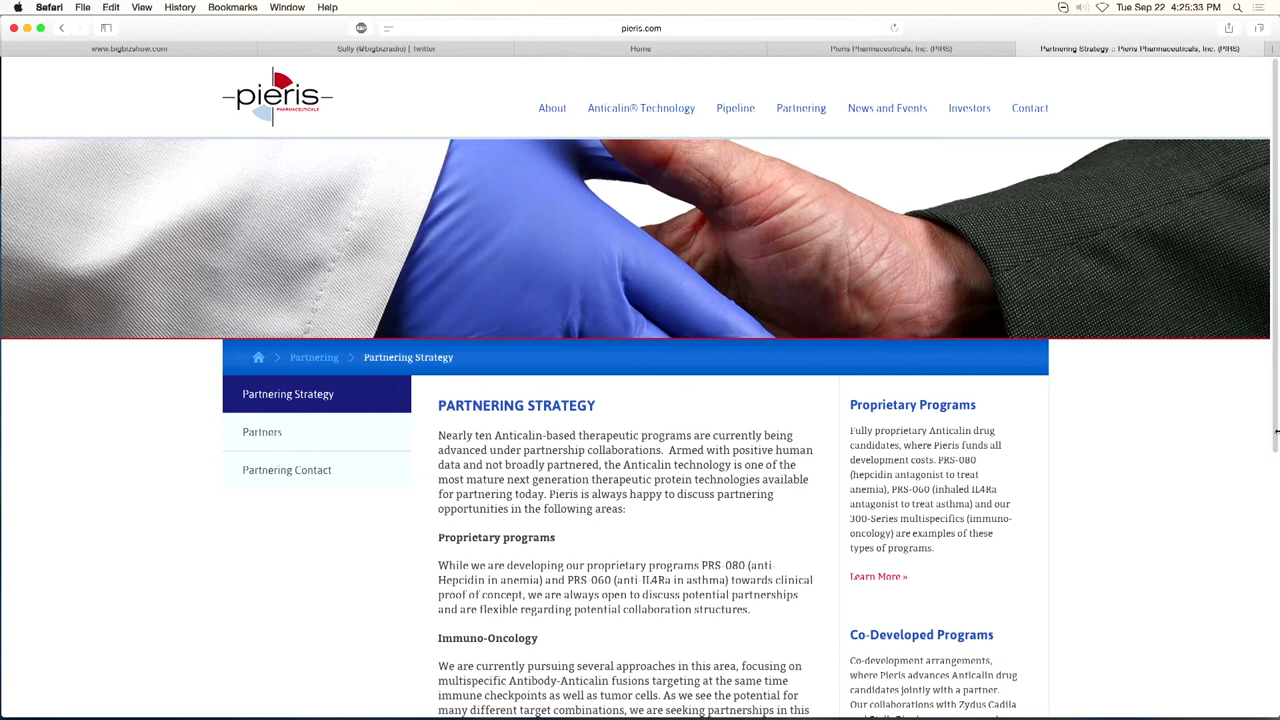 Safari File Edit View History Bookmarks Window Help Tue Sep 22 4:25:33 PM
pieris.com
www.bigbizshow.com Sully (@bigbizradio) | Twitter Home Pieris Pharmaceuticals, Inc. (PIRS) Partnering Strategy :: Pieris Pharmaceuticals, Inc. (PIRS)
pieris
PHARMACEUTICALS
About Anticalin® Technology Pipeline Partnering News and Events Investors Contact
Partnering Partnering Strategy
Partnering Strategy
Partners
Partnering Contact
PARTNERING STRATEGY
Nearly ten Anticalin-based therapeutic programs are currently being
advanced under partnership collaborations. Armed with positive human
data and not broadly partnered, the Anticalin technology is one of the
most mature next generation therapeutic protein technologies available
for partnering today. Pieris is always happy to discuss partnering
opportunities in the following areas:
Proprietary programs
While we are developing our proprietary programs PRS-080 (anti-
Hepcidin in anemia) and PRS-060 (anti-IL4Ra in asthma) towards clinical
proof of concept, we are always open to discuss potential partnerships
and are flexible regarding potential collaboration structures.
Immuno-Oncology
We are currently pursuing several approaches in this area, focusing on
multispecific Antibody-Anticalin fusions targeting at the same time
immune checkpoints as well as tumor cells. As we see the potential for
many different target combinations, we are seeking partnerships in this
Proprietary Programs
Fully proprietary Anticalin drug
candidates, where Pieris funds all
development costs. PRS-080
(hepcidin antagonist to treat
anemia), PRS-060 (inhaled IL4Ra
antagonist to treat asthma) and our
300-Series multispecifics (immuno-
oncology) are examples of these
types of programs.
Learn More »
Co-Developed Programs
Co-development arrangements,
where Pieris advances Anticalin drug
candidates jointly with a partner.
Our collaborations with Zydus Cadila